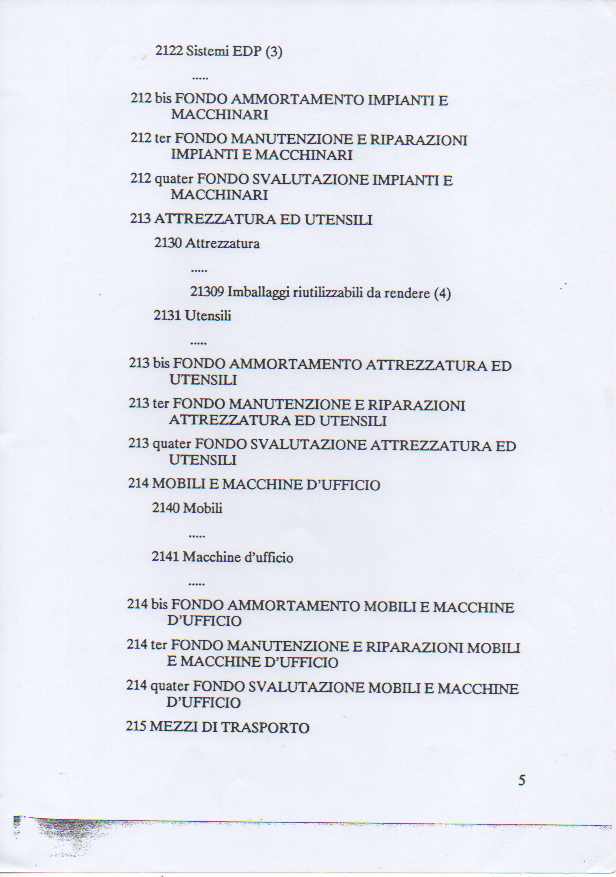 2122 Sistemi EDP (3)
.....
212 bis FONDO AMMORTAMENTO IMPIANTI E
MACCHINARI
212 ter FONDO MANUTENZIONE E RIPARAZIONI
IMPIANTI E MACCHINARI
212 quater FONDO SVALUTAZIONE IMPIANTI E
MACCHINARI
213 ATTREZZATURA ED UTENSILI
2130 Attrezzatura
.....
21309 Imballaggi riutilizzabili da rendere (4)
2131 Utensili
.....
213 bis FONDO AMMORTAMENTO ATTREZZATURA ED
UTENSILI
213 ter FONDO MANUTENZIONE E RIPARAZIONI
ATTREZZATURA ED UTENSILI
213 quater FONDO SVALUTAZIONE ATTREZZATURA ED
UTENSILI
214 MOBILI E MACCHINE D'UFFICIO
2140 Mobili
.....
2141 Macchine d'ufficio
.....
214 bis FONDO AMMORTAMENTO MOBILI E MACCHINE
D'UFFICIO
214 ter FONDO MANUTENZIONE E RIPARAZIONI MOBILI
E MACCHINE D'UFFICIO
214 quater FONDO SVALUTAZIONE MOBILI E MACCHINE
D'UFFICIO
215 MEZZI DI TRASPORTO
5